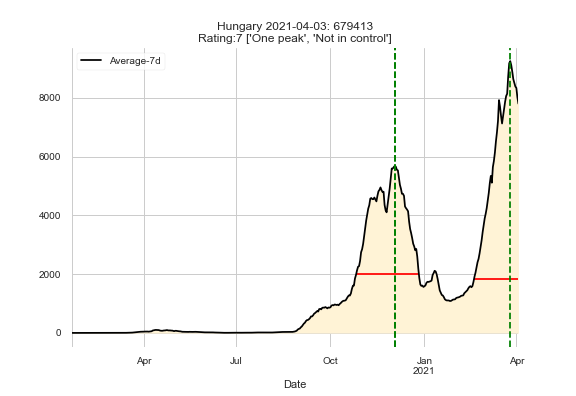 Hungary 2021-04-03: 679413
Rating:7 ['One peak', 'Not in control']
Average-7d
8000
6000
4000
2000
0
Apr
Jul
Oct
Jan
2021
Apr
Date